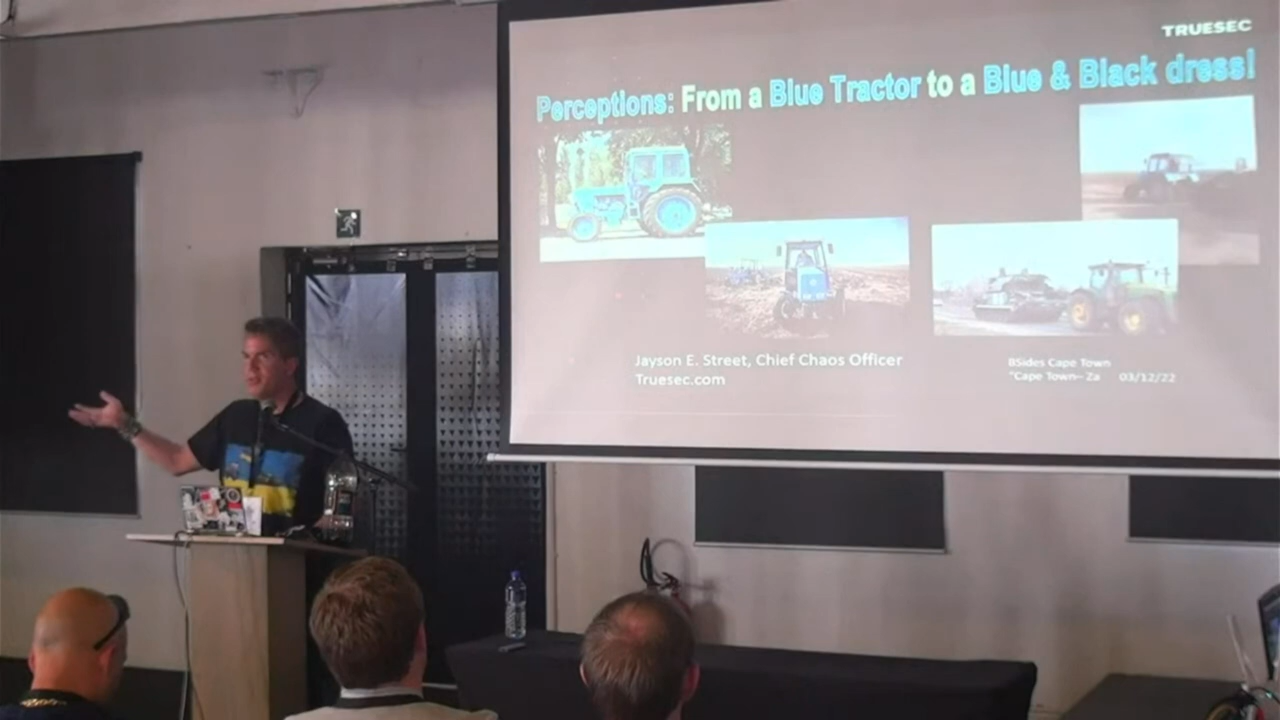 TRUESEC
Perceptions: From a Blue Tractor to a Blue & Black dress!
Jayson E. Street, Chief Chaos Officer
Truesec.com
BSides Cape Town
"Cape Town– Za 03/12/22